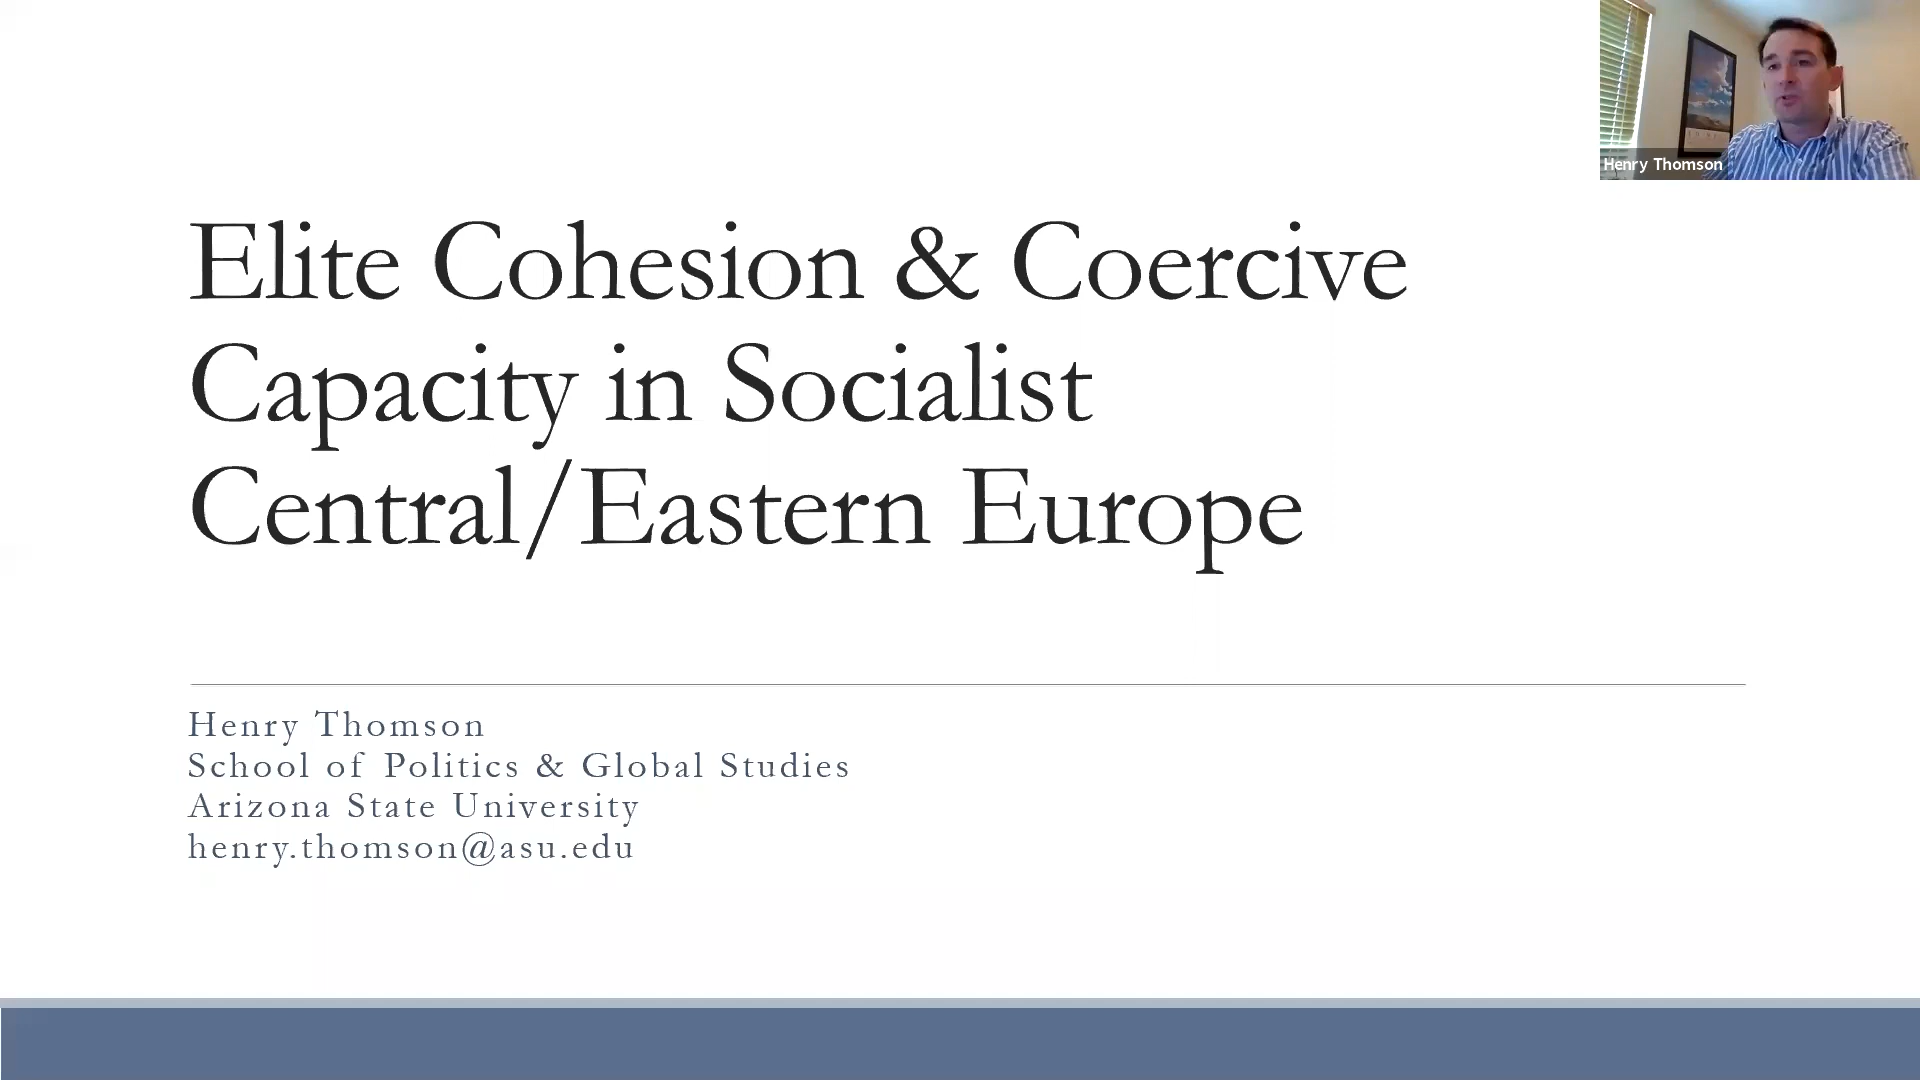 Henry Thomson
Elite Cohesion & Coercive
Capacity in Socialist
Central/Eastern Europe
Henry Thomson
School of Politics & Global Studies
Arizona State University
henry.thomson@asu.edu